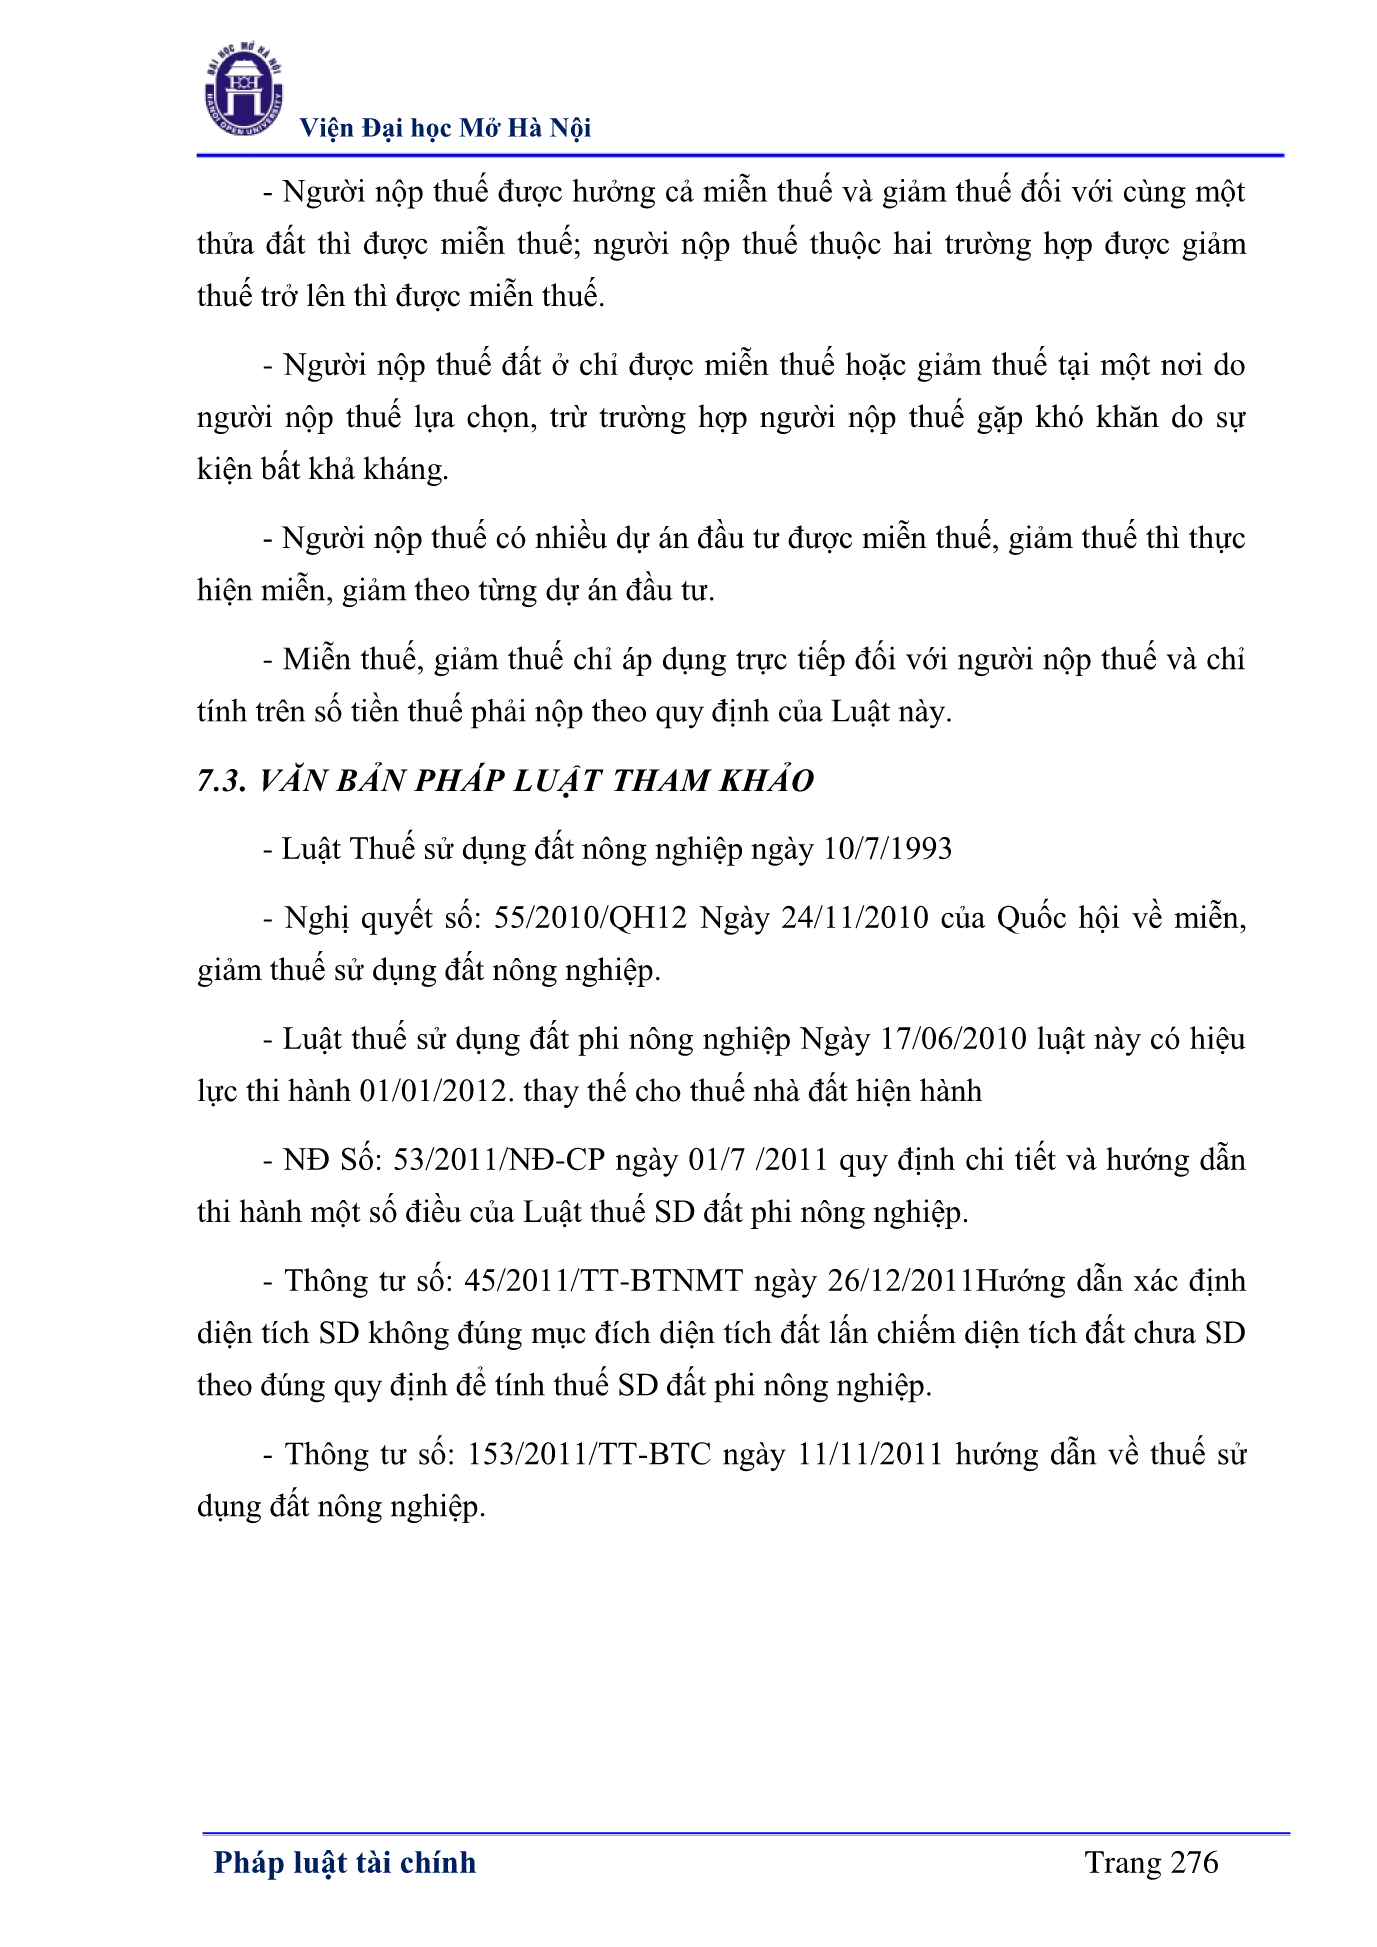 ĐẠI HỌC MỞ HÀ NỘI
HANOI OPEN UNIVERSITY
Viện Đại học Mở Hà Nội
- Người nộp thuế được hưởng cả miễn thuế và giảm thuế đối với cùng một
thửa đất thì được miễn thuế; người nộp thuế thuộc hai trường hợp được giảm
thuế trở lên thì được miễn thuế.
- Người nộp thuế đất ở chỉ được miễn thuế hoặc giảm thuế tại một nơi do
người nộp thuế lựa chọn, trừ trường hợp người nộp thuế gặp khó khăn do sự
kiện bất khả kháng.
- Người nộp thuế có nhiều dự án đầu tư được miễn thuế, giảm thuế thì thực
hiện miễn, giảm theo từng dự án đầu tư.
- Miễn thuế, giảm thuế chỉ áp dụng trực tiếp đối với người nộp thuế và chỉ
tính trên số tiền thuế phải nộp theo quy định của Luật này.
7.3. VĂN BẢN PHÁP LUẬT THAM KHẢO
- Luật Thuế sử dụng đất nông nghiệp ngày 10/7/1993
- Nghị quyết số: 55/2010/QH12 Ngày 24/11/2010 của Quốc hội về miễn,
giảm thuế sử dụng đất nông nghiệp.
- Luật thuế sử dụng đất phi nông nghiệp Ngày 17/06/2010 luật này có hiệu
lực thi hành 01/01/2012. thay thế cho thuế nhà đất hiện hành
- NĐ Số: 53/2011/NĐ-CP ngày 01/7 /2011 quy định chi tiết và hướng dẫn
thi hành một số điều của Luật thuế SD đất phi nông nghiệp.
- Thông tư số: 45/2011/TT-BTNMT ngày 26/12/2011Hướng dẫn xác định
diện tích SD không đúng mục đích diện tích đất lấn chiếm diện tích đất chưa SD
theo đúng quy định để tính thuế SD đất phi nông nghiệp.
- Thông tư số: 153/2011/TT-BTC ngày 11/11/2011 hướng dẫn về thuế sử
dụng đất nông nghiệp.
Pháp luật tài chính Trang 276